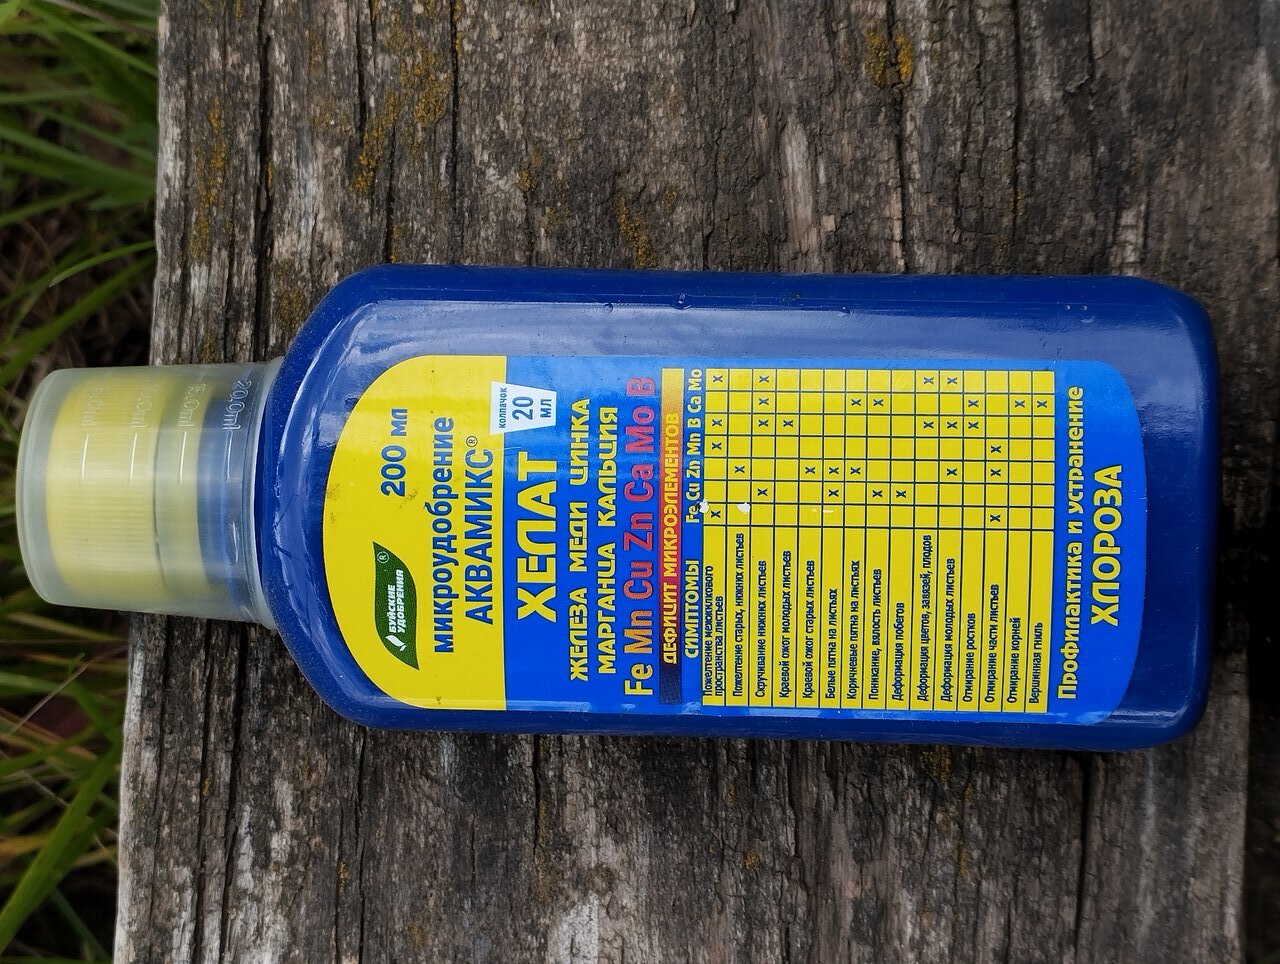 БУЙСКИЕ
УДОБРЕНИЯ ®
200 мл
микроудобрение
АКВАМИКС®
колпачок
20
мл
ХЕЛАТ
ЖЕЛЕЗА МЕДИ ЦИНКА
МАРГАНЦА КАЛЬЦИЯ
Fe Mn Cu Zn Ca Mo B
ДЕФИЦИТ МИКРОЭЛЕМЕНТОВ
СИМПТОМЫ Fe Cu Zn Mn B Ca Mo
Пожелтение межжилкового
пространства листьев x x x x
Пожелтение старых, нижних листьев x
Скручивание нижних листьев x x x x
Краевой ожог молодых листьев x
Краевой ожог старых листьев x
Белые пятна на листьях x x
Коричневые пятна на листьях x x
Поникание, вялость листьев x x
Деформация побегов x
Деформация цветов, завязей, плодов x x
Деформация молодых листьев x x x
Отмирание ростков x x
Отмирание части листьев x x x
Отмирание корней x
Вершинная гниль x
Профилактика и устранение
ХЛОРОЗА
20,0ml